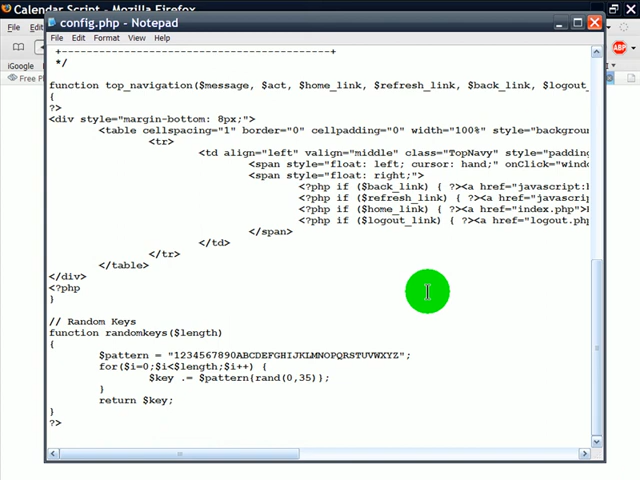 Calendar Script - Mozilla Firefox
config.php - Notepad
File
File Edit Format View Help
iGoogle
Free P
ABP
+------------------------------------------+
*/
function top_navigation($message, $act, $home_link, $refresh_link, $back_link, $logout_
{
?>
<div style="margin-bottom: 8px;">
<table cellspacing="1" border="0" cellpadding="0" width="100%" style="backgroun
<tr>
<td align="left" valign="middle" class="TopNavy" style="padding
<span style="float: left; cursor: hand;" onClick="windo
<span style="float: right;">
<?php if ($back_link) { ?><a href="javascript:h
<?php if ($refresh_link) { ?><a href="javascrip
<?php if ($home_link) { ?><a href="index.php">H
<?php if ($logout_link) { ?><a href="logout.php
</span>
</td>
</tr>
</table>
</div>
<?php
}
// Random Keys
function randomkeys($length)
{
$pattern = "1234567890ABCDEFGHIJKLMNOPQRSTUVWXYZ";
for($i=0;$i<$length;$i++) {
$key .= $pattern{rand(0,35)};
}
return $key;
}
?>